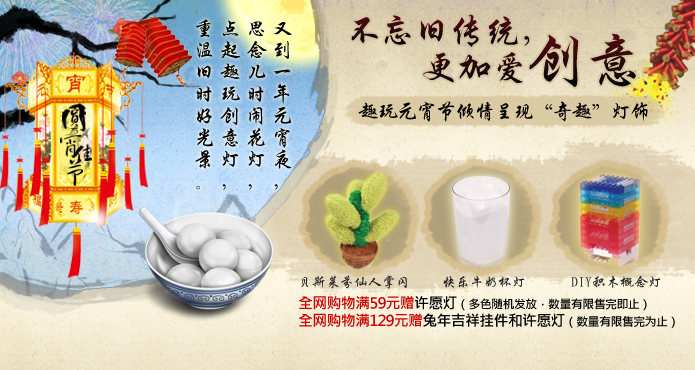 不忘旧传统，
更加爱创意
趣玩元宵节倾情呈现“奇趣”灯饰
又到一年元宵夜，
思念儿时闹花灯，
点起趣玩创意灯，
重温旧时好光景。
宵
圆宵佳节
寿
贝斯莱号仙人掌闪
快乐牛奶杯灯
DIY积木概念灯
全网购物满59元赠许愿灯（多色随机发放·数量有限售完即止）
全网购物满129元赠兔年吉祥挂件和许愿灯（数量有限售完为止）